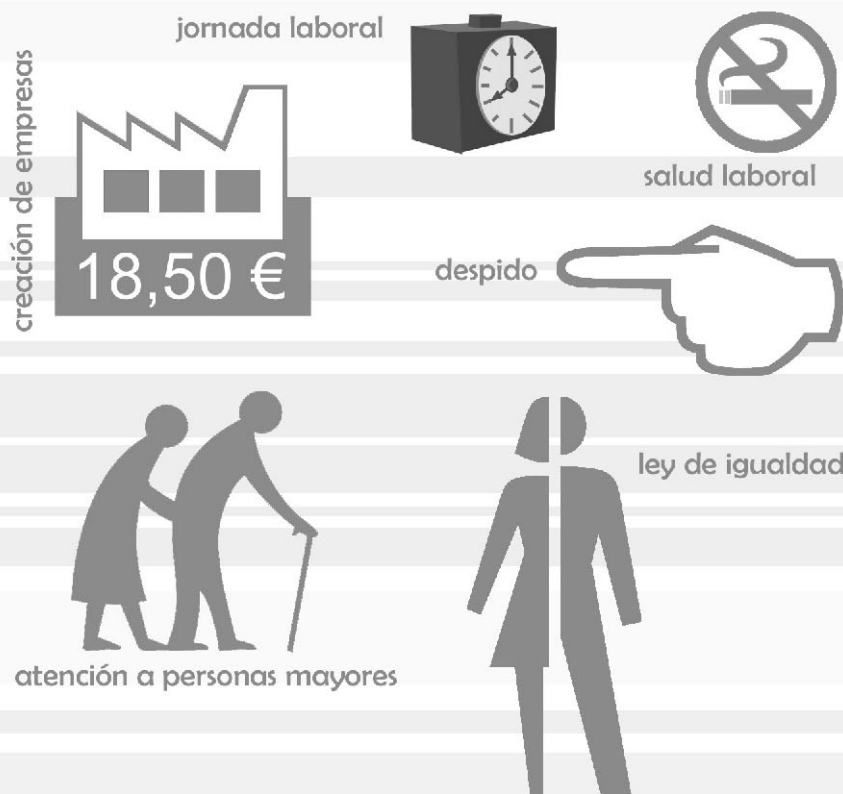 jornada laboral
creación de empresas
salud laboral
18,50 €
despido
ley de igualdad
atención a personas mayores